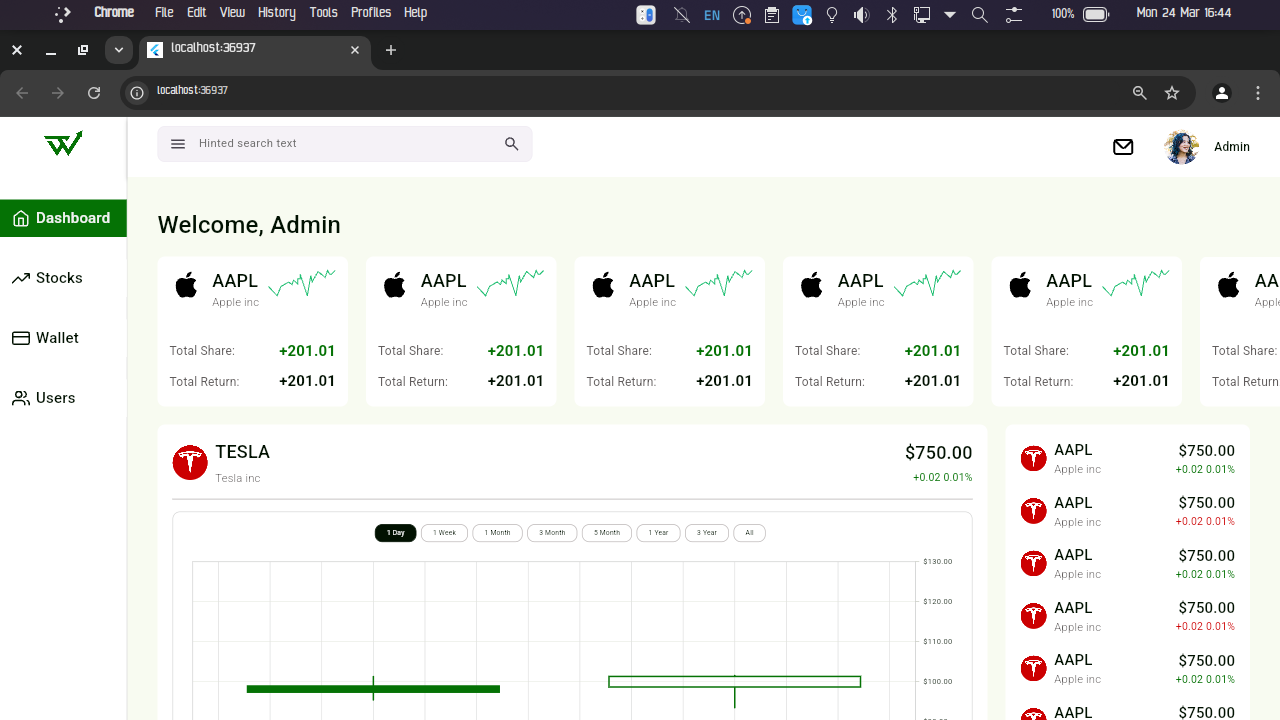 Chrome File Edit View History Tools Profiles Help EN 100% Mon 24 Mar 16:44
localhost:36937
localhost:36937
Hinted search text
Admin
Dashboard
Stocks
Wallet
Users
Welcome, Admin
AAPL
Apple inc
Total Share: +201.01
Total Return: +201.01
AAPL
Apple inc
Total Share: +201.01
Total Return: +201.01
AAPL
Apple inc
Total Share: +201.01
Total Return: +201.01
AAPL
Apple inc
Total Share: +201.01
Total Return: +201.01
AAPL
Apple inc
Total Share: +201.01
Total Return: +201.01
Total Share:
Total Return
TESLA
Tesla inc
$750.00
+0.02 0.01%
1 Day 1 Week 1 Month 3 Month 5 Month 1 Year 3 Year All
$130.00
$120.00
$110.00
$100.00
AAPL $750.00
Apple inc +0.02 0.01%
AAPL $750.00
Apple inc +0.02 0.01%
AAPL $750.00
Apple inc +0.02 0.01%
AAPL $750.00
Apple inc +0.02 0.01%
AAPL $750.00
Apple inc +0.02 0.01%
AAPL $750.00